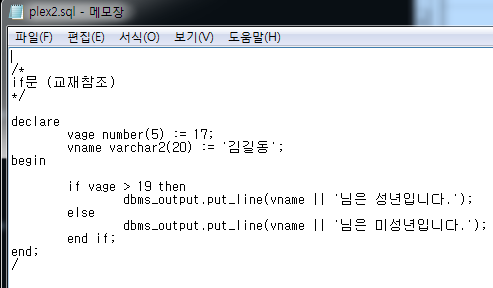 plex2.sql - 메모장
파일(F) 편집(E) 서식(O) 보기(V) 도움말(H)
/*
if문 (교재참조)
*/
declare
vage number(5) := 17;
vname varchar2(20) := '김길동';
begin
if vage > 19 then
dbms_output.put_line(vname || '님은 성년입니다.');
else
dbms_output.put_line(vname || '님은 미성년입니다.');
end if;
end;
/